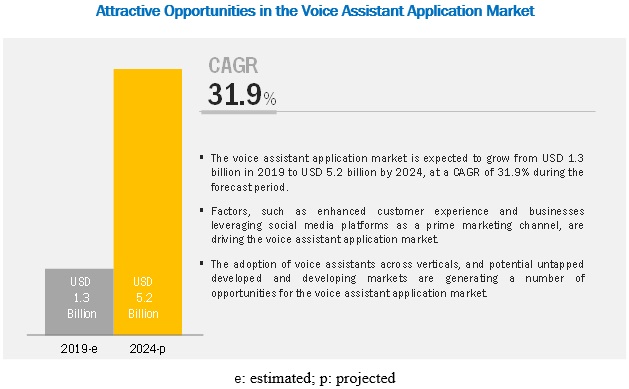 Attractive Opportunities in the Voice Assistant Application Market
CAGR
31.9%
▪ The voice assistant application market is expected to grow from USD 1.3
billion in 2019 to USD 5.2 billion by 2024, at a CAGR of 31.9% during the
forecast period.
▪ Factors, such as enhanced customer experience and businesses
leveraging social media platforms as a prime marketing channel, are
driving the voice assistant application market.
▪ The adoption of voice assistants across verticals, and potential untapped
developed and developing markets are generating a number of
opportunities for the voice assistant application market.
USD
1.3
Billion
USD
5.2
Billion
2019-e
2024-p
e: estimated; p: projected